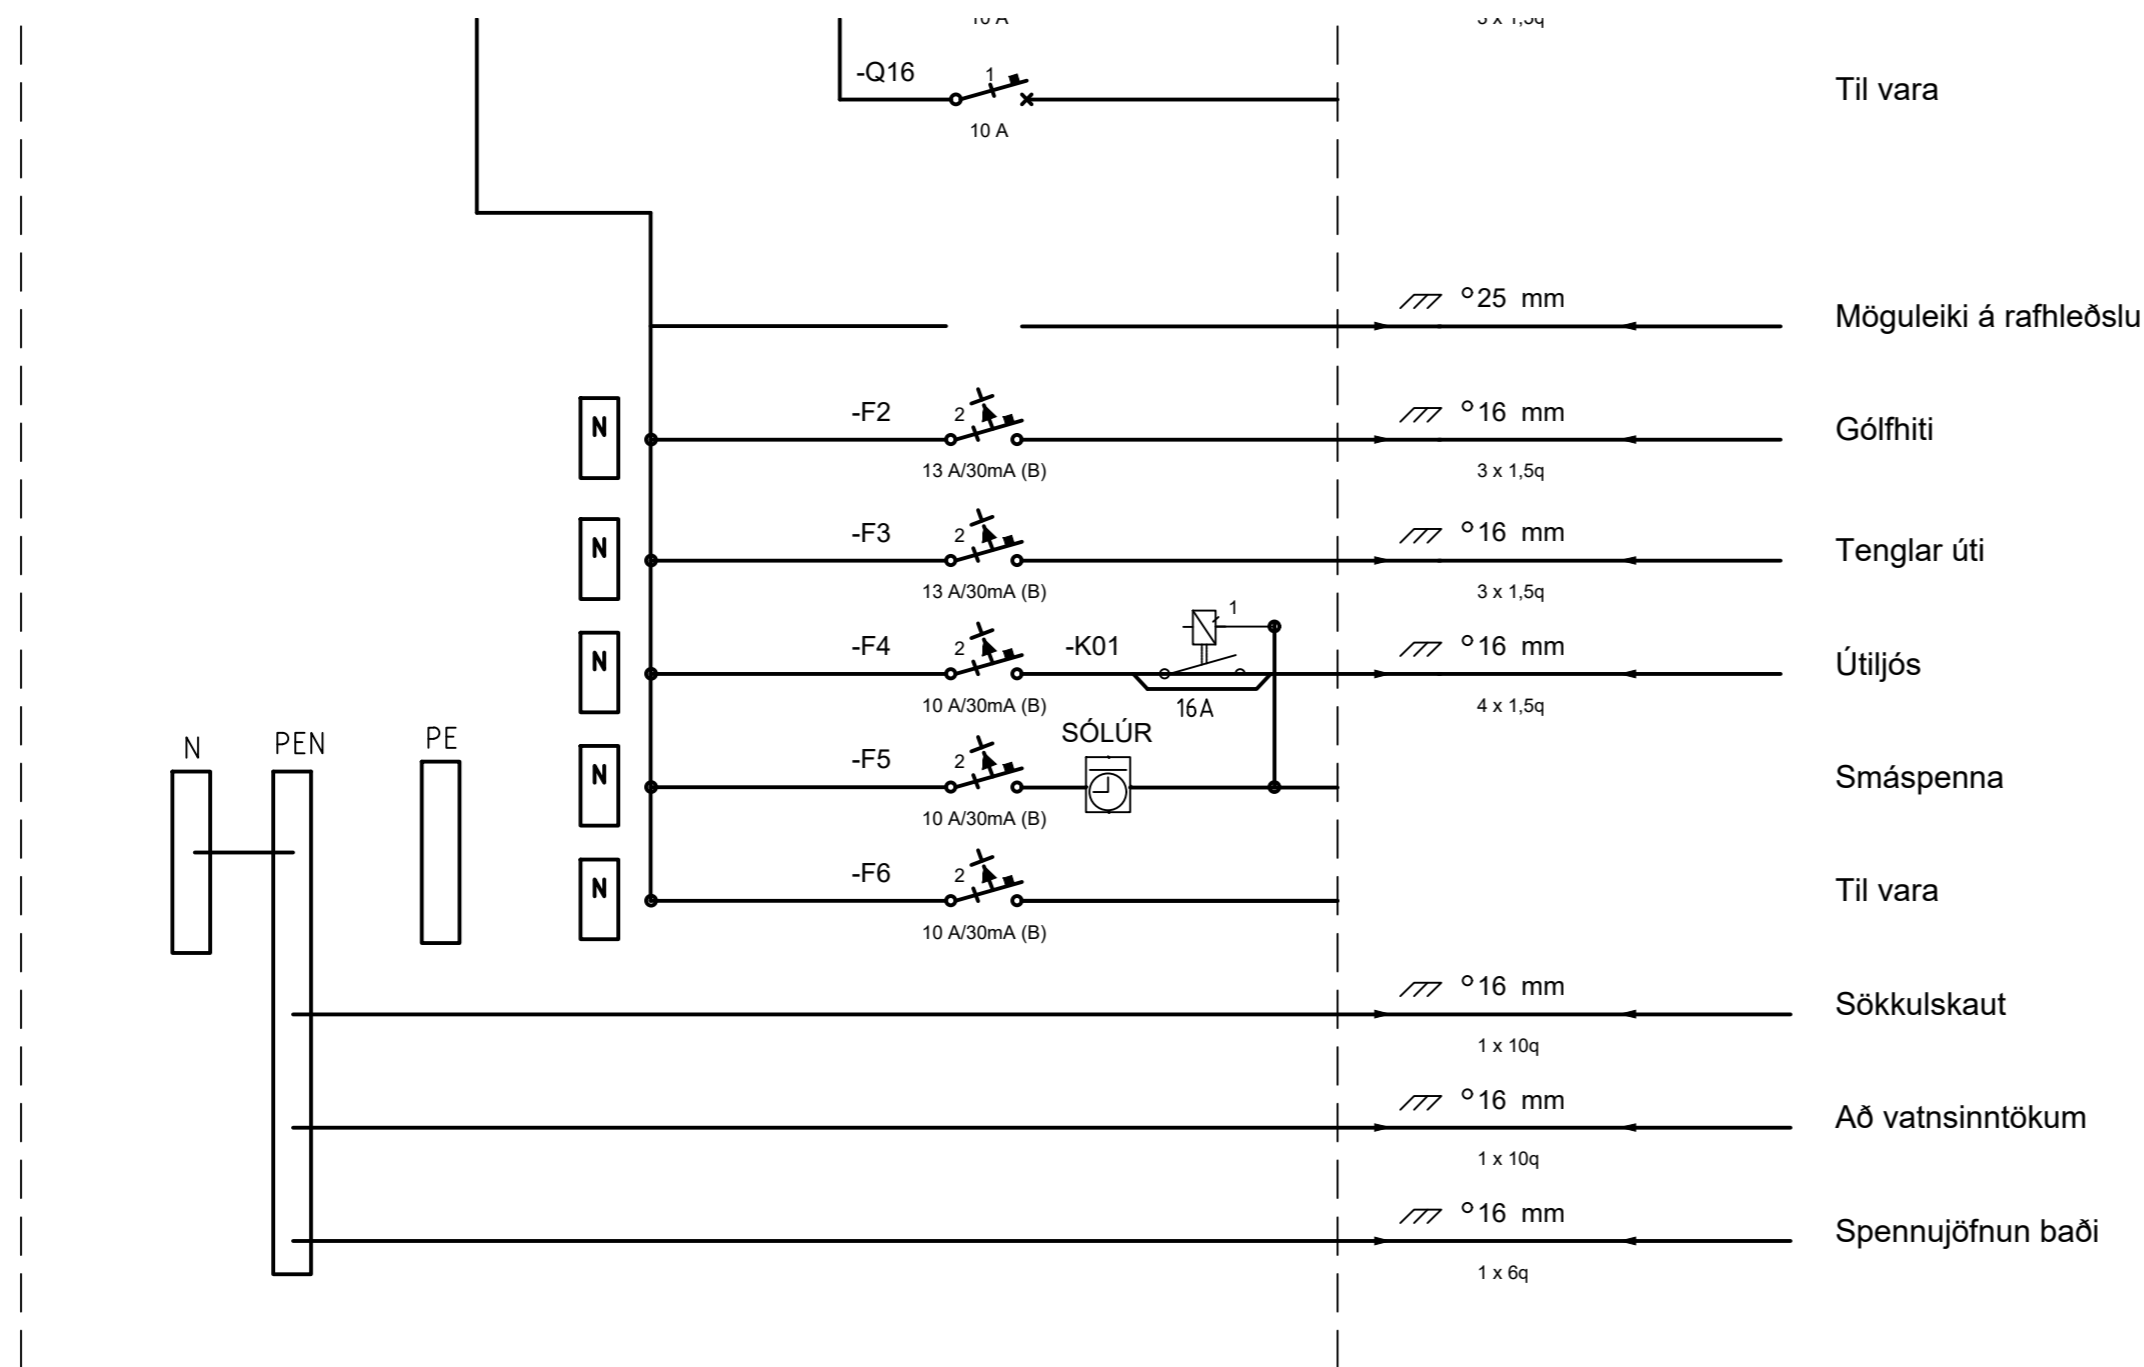 -Q16 1 Til vara
10 A
25 mm Möguleiki á rafhleðslu
N -F2 2 16 mm Gólfhiti
13 A/30mA (B) 3 x 1,5q
N -F3 2 16 mm Tenglar úti
13 A/30mA (B) 3 x 1,5q
1
N -F4 2 -K01 16 mm Útiljós
10 A/30mA (B) 16A 4 x 1,5q
SÓLÚR
N PEN PE
N -F5 2 Smáspenna
10 A/30mA (B)
N -F6 2 Til vara
10 A/30mA (B)
16 mm Sökkulskaut
1 x 10q
16 mm Að vatnsinntökum
1 x 10q
16 mm Spennujöfnun baði
1 x 6q